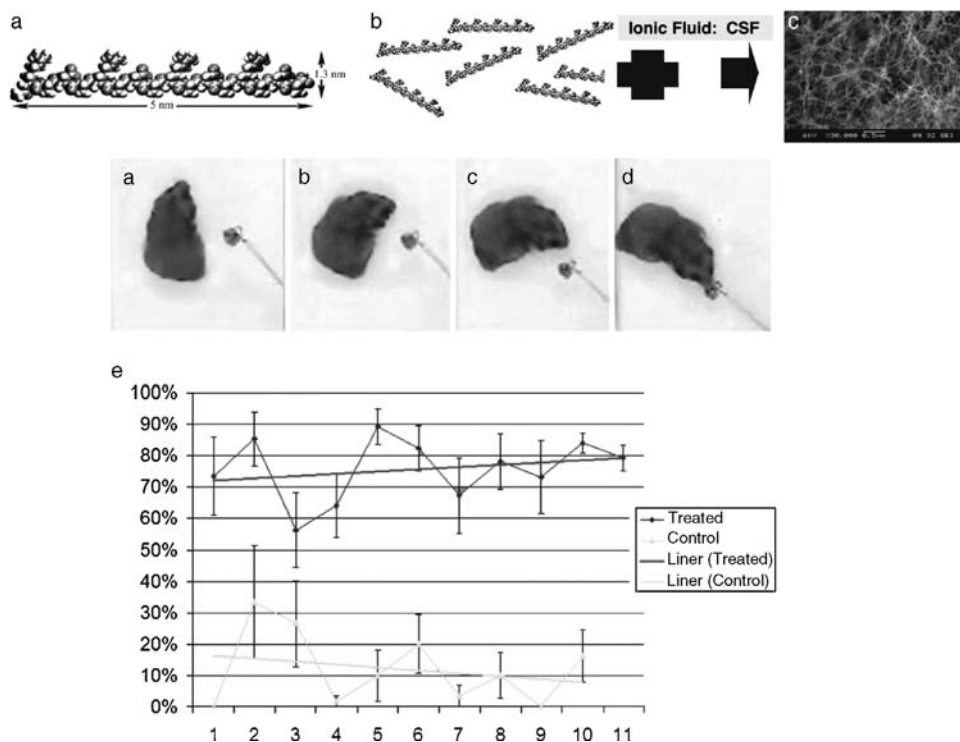 a
1.3 nm
5 nm
b
Ionic Fluid: CSF
c
a
b
c
d
e
100%
90%
80%
70%
60%
50%
40%
30%
20%
10%
0%
1 2 3 4 5 6 7 8 9 10 11
Treated
Control
Liner (Treated)
Liner (Control)